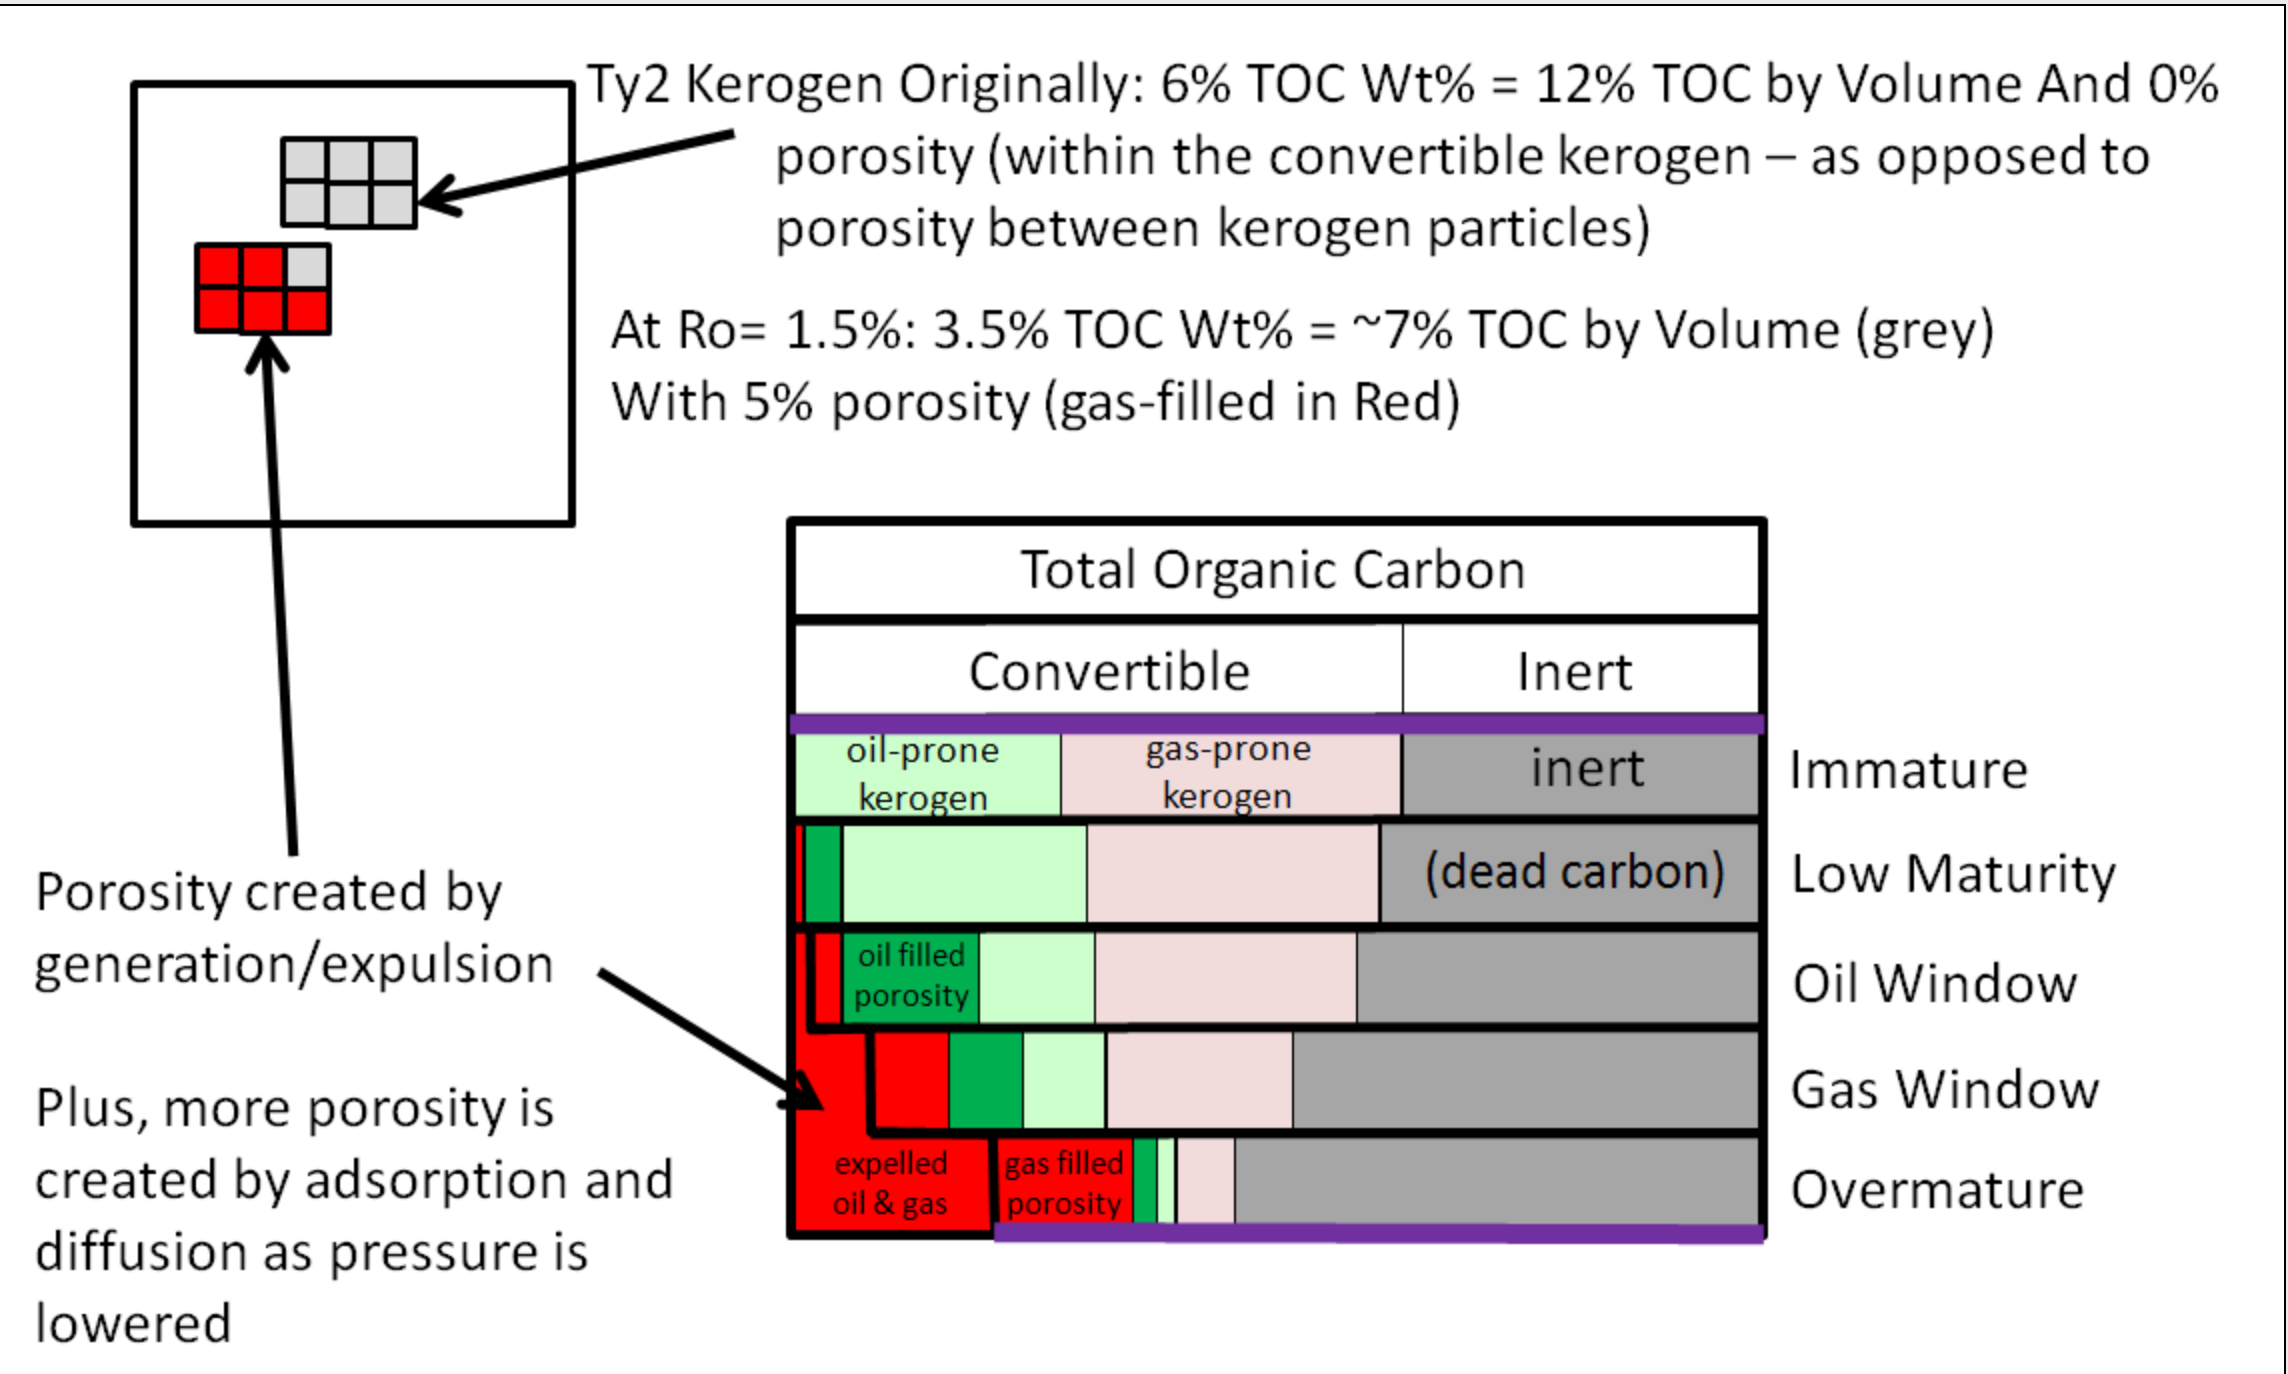 Ty2 Kerogen Originally: 6% TOC Wt% = 12% TOC by Volume And 0%
porosity (within the convertible kerogen – as opposed to
porosity between kerogen particles)
At Ro= 1.5%: 3.5% TOC Wt% = ~7% TOC by Volume (grey)
With 5% porosity (gas-filled in Red)
Total Organic Carbon
Convertible
Inert
oil-prone
kerogen
gas-prone
kerogen
inert
Immature
(dead carbon)
Low Maturity
oil filled
porosity
Oil Window
Gas Window
expelled
oil & gas
gas filled
porosity
Overmature
Porosity created by
generation/expulsion
Plus, more porosity is
created by adsorption and
diffusion as pressure is
lowered